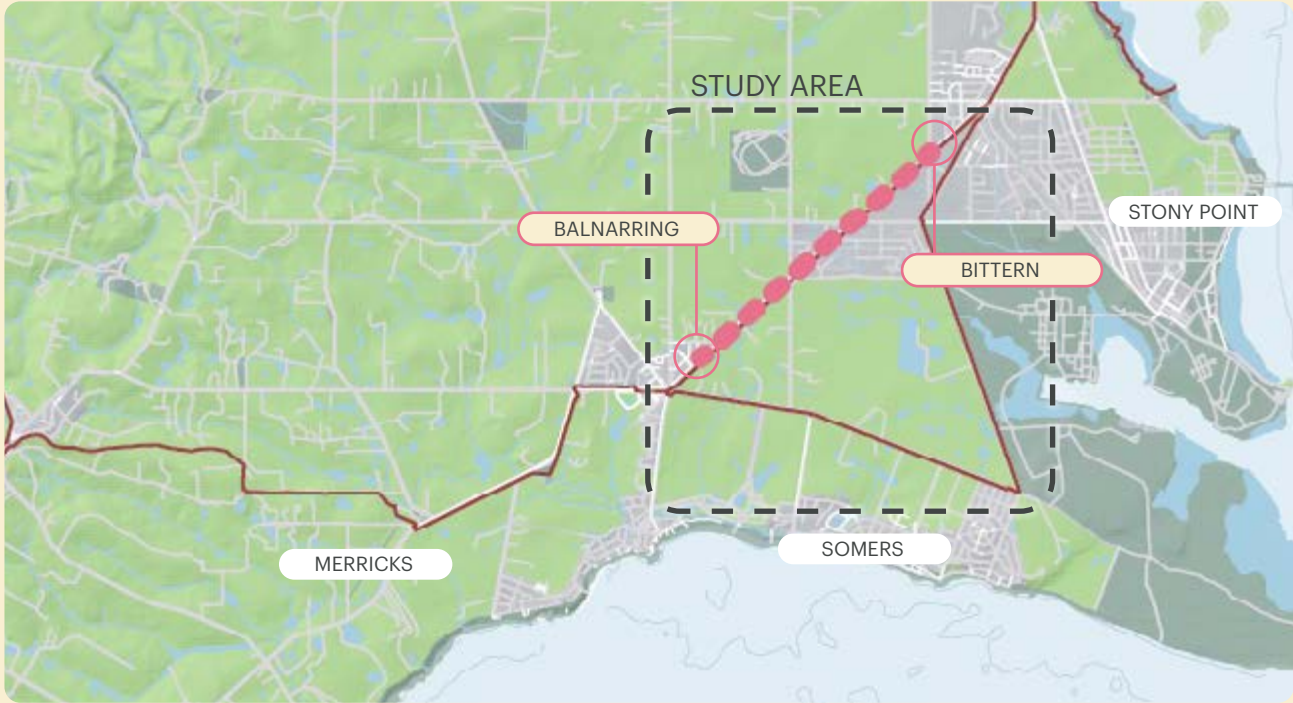 STUDY AREA
STONY POINT
BALNARRING
BITTERN
SOMERS
MERRICKS